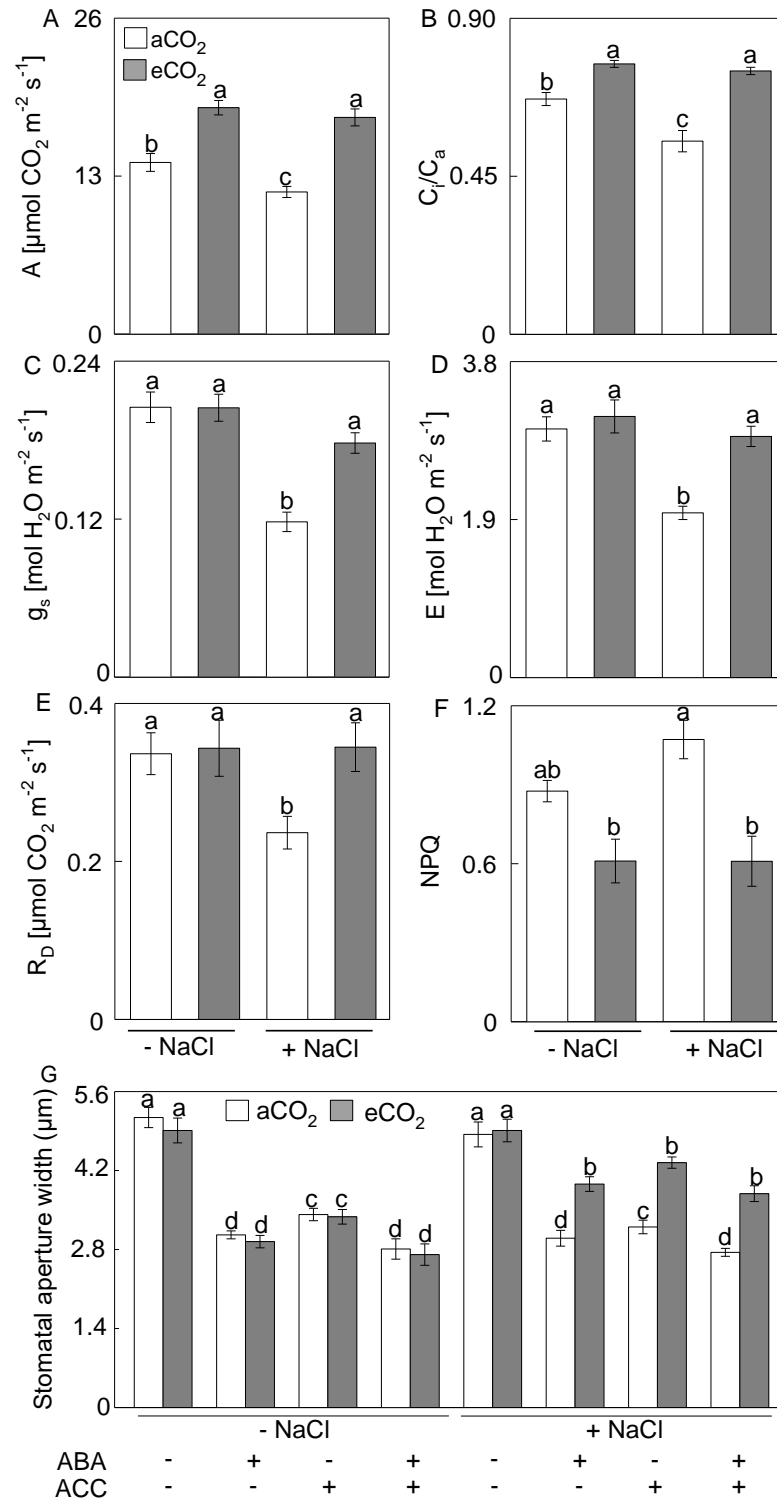 A
26
aCO2
eCO2
b
a
c
a
13
0
A [µmol CO2 m-2 s-1]
B
0.90
b
a
c
a
0.45
0
Ci/Ca
C
0.24
a
a
b
a
0.12
0
gs [mol H2O m-2 s-1]
D
3.8
a
a
b
a
1.9
0
E [mol H2O m-2 s-1]
E
0.4
a
a
b
a
0.2
0
RD [µmol CO2 m-2 s-1]
- NaCl
+ NaCl
F
1.2
ab
b
a
b
0.6
0
NPQ
- NaCl
+ NaCl
G
5.6
aCO2
eCO2
a a d d c c d d a a d b c b d b
4.2
2.8
1.4
0
Stomatal aperture width (µm)
- NaCl
+ NaCl
ABA - + - + - + - +
ACC - - + + - - + +